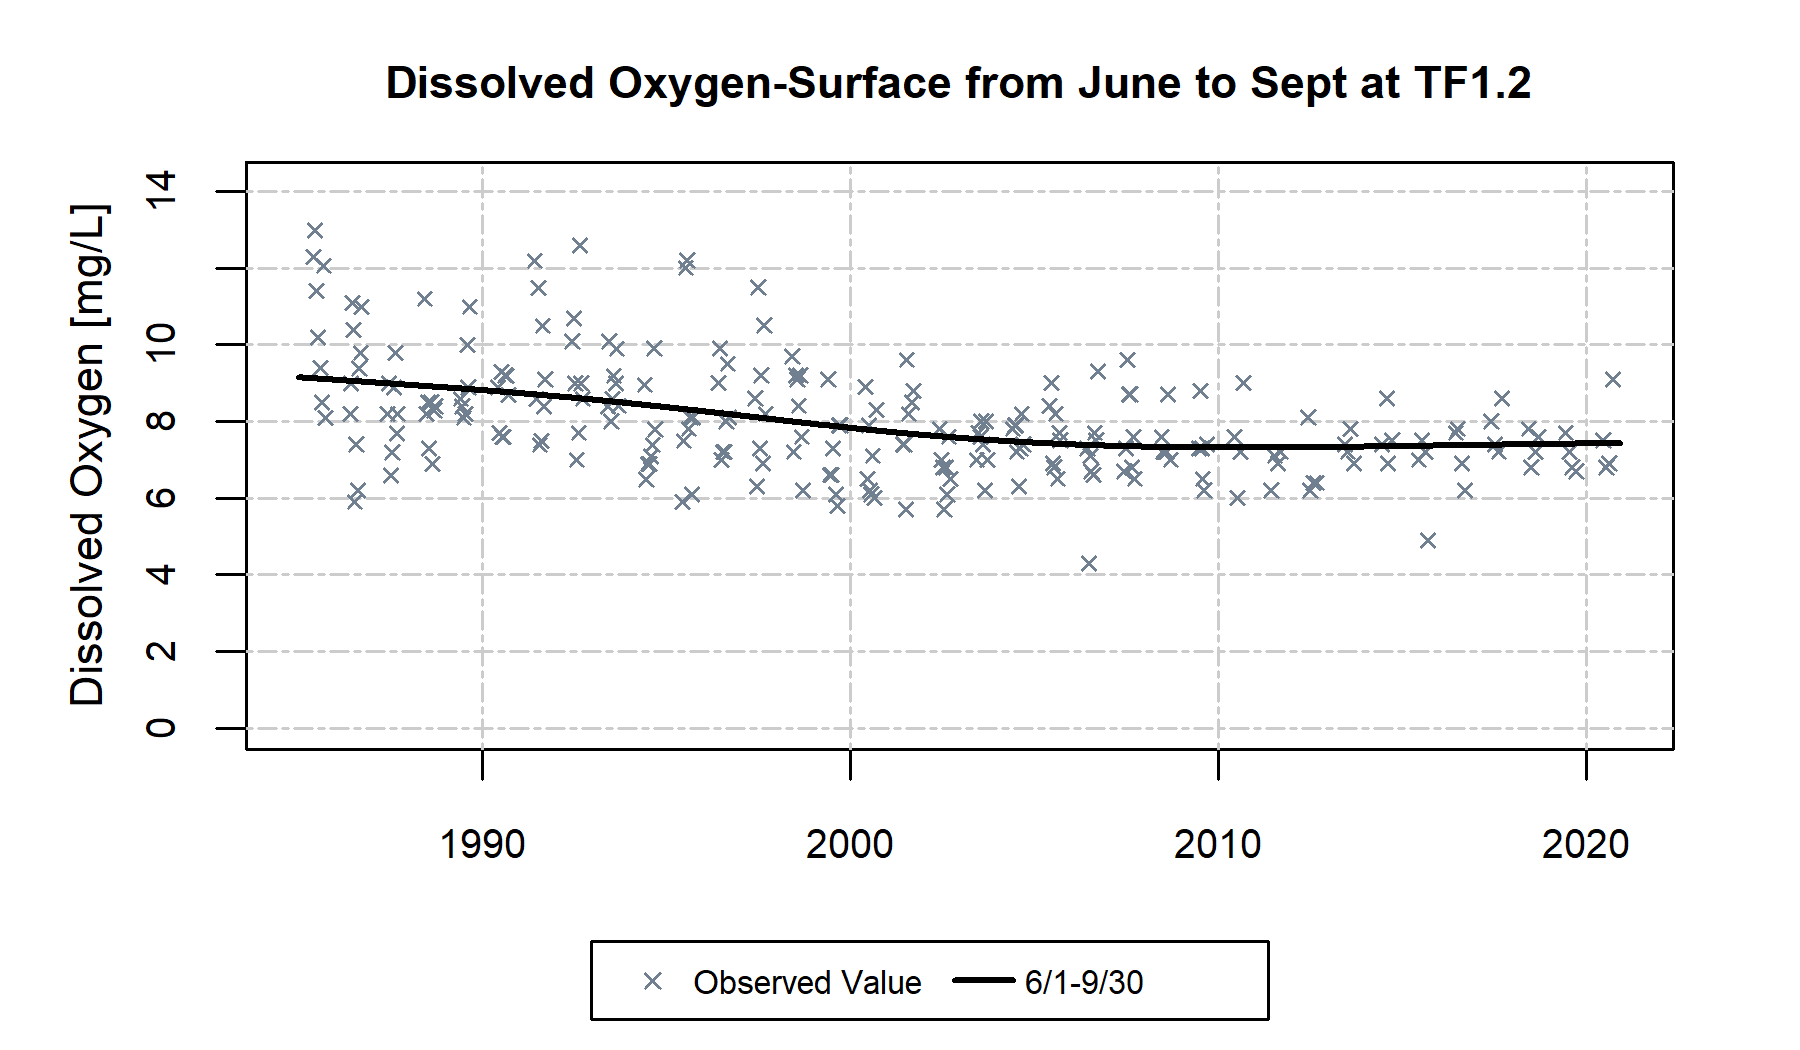 Dissolved Oxygen-Surface from June to Sept at TF1.2
Dissolved Oxygen [mg/L]
14
10
8
6
4
2
0
1990 2000 2010 2020
Observed Value 6/1-9/30